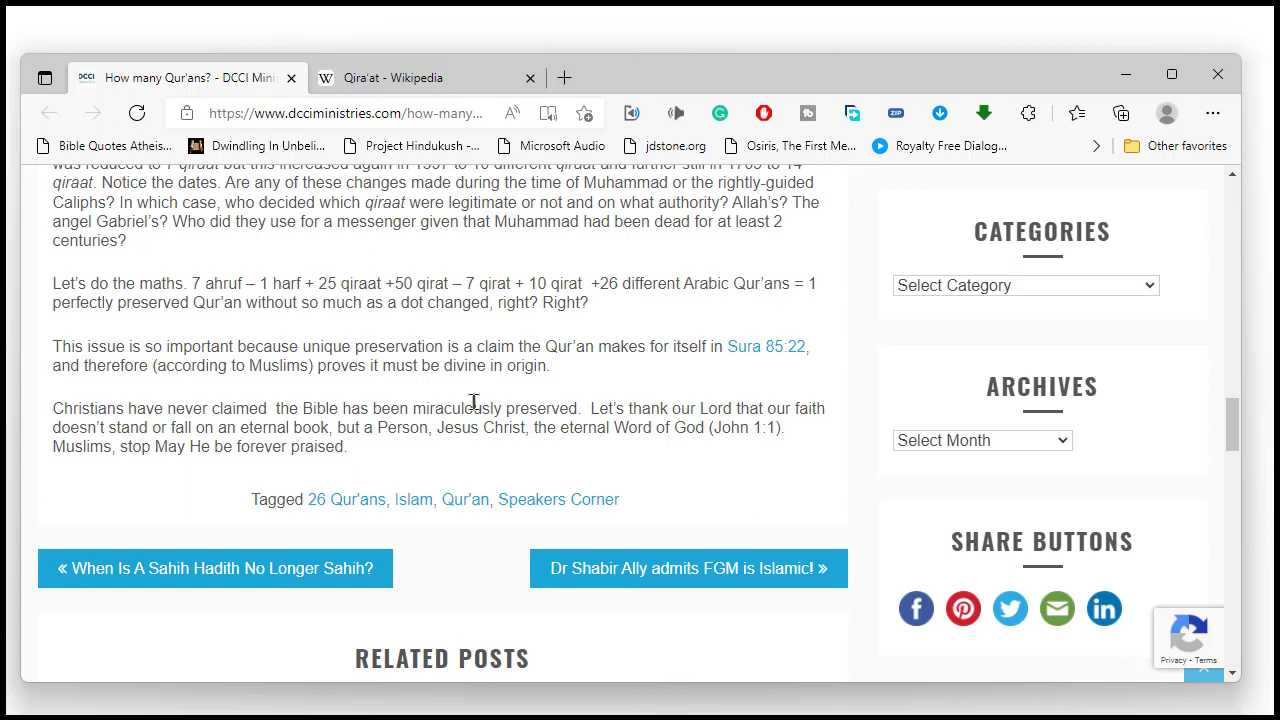 How many Qur'ans? - DCCI Minis
Qira'at - Wikipedia
https://www.dcciministries.com/how-many...
Bible Quotes Atheis...
Dwindling In Unbeli...
Project Hindukush -...
Microsoft Audio
jdstone.org
Osiris, The First Me...
Royalty Free Dialog...
Other favorites
qiraat. Notice the dates. Are any of these changes made during the time of Muhammad or the rightly-guided
Caliphs? In which case, who decided which qiraat were legitimate or not and on what authority? Allah's? The
angel Gabriel's? Who did they use for a messenger given that Muhammad had been dead for at least 2
centuries?
Let's do the maths. 7 ahruf – 1 harf + 25 qiraat +50 qirat – 7 qirat + 10 qirat +26 different Arabic Qur'ans = 1
perfectly preserved Qur'an without so much as a dot changed, right? Right?
This issue is so important because unique preservation is a claim the Qur'an makes for itself in Sura 85:22,
and therefore (according to Muslims) proves it must be divine in origin.
Christians have never claimed the Bible has been miraculously preserved. Let's thank our Lord that our faith
doesn't stand or fall on an eternal book, but a Person, Jesus Christ, the eternal Word of God (John 1:1).
Muslims, stop May He be forever praised.
Tagged 26 Qur'ans, Islam, Qur'an, Speakers Corner
« When Is A Sahih Hadith No Longer Sahih?
Dr Shabir Ally admits FGM is Islamic! »
RELATED POSTS
CATEGORIES
Select Category
ARCHIVES
Select Month
SHARE BUTTONS
Privacy - Terms